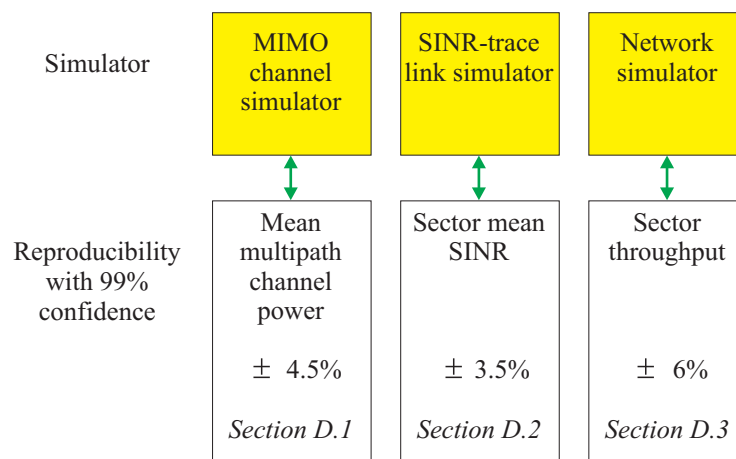 Simulator
MIMO
channel
simulator
SINR-trace
link simulator
Network
simulator
Reproducibility
with 99%
confidence
Mean
multipath
channel
power
± 4.5%
Section D.1
Sector mean
SINR
± 3.5%
Section D.2
Sector
throughput
± 6%
Section D.3